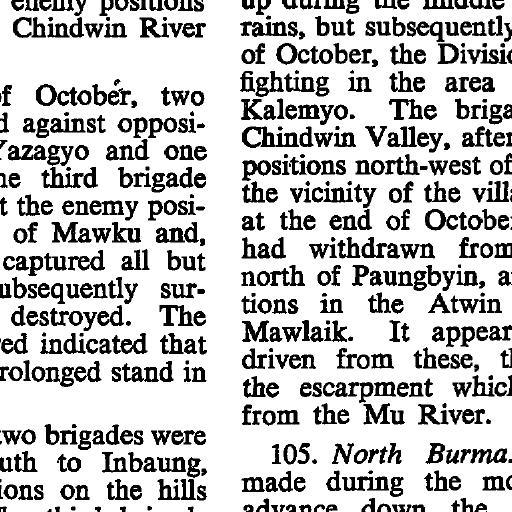 enemy positions
Chindwin River
of October, two
d against opposi-
Yazagyo and one
he third brigade
t the enemy posi-
of Mawku and,
captured all but
ubsequently sur-
destroyed. The
ed indicated that
rolonged stand in
two brigades were
uth to Inbaung,
ions on the hills
up during the middle
rains, but subsequently
of October, the Divisio
fighting in the area
Kalemyo. The briga
Chindwin Valley, after
positions north-west of
the vicinity of the villa
at the end of October
had withdrawn from
north of Paungbyin, a
tions in the Atwin
Mawlaik. It appear
driven from these, t
the escarpment which
from the Mu River.
105. North Burma.
made during the mo
advance down the